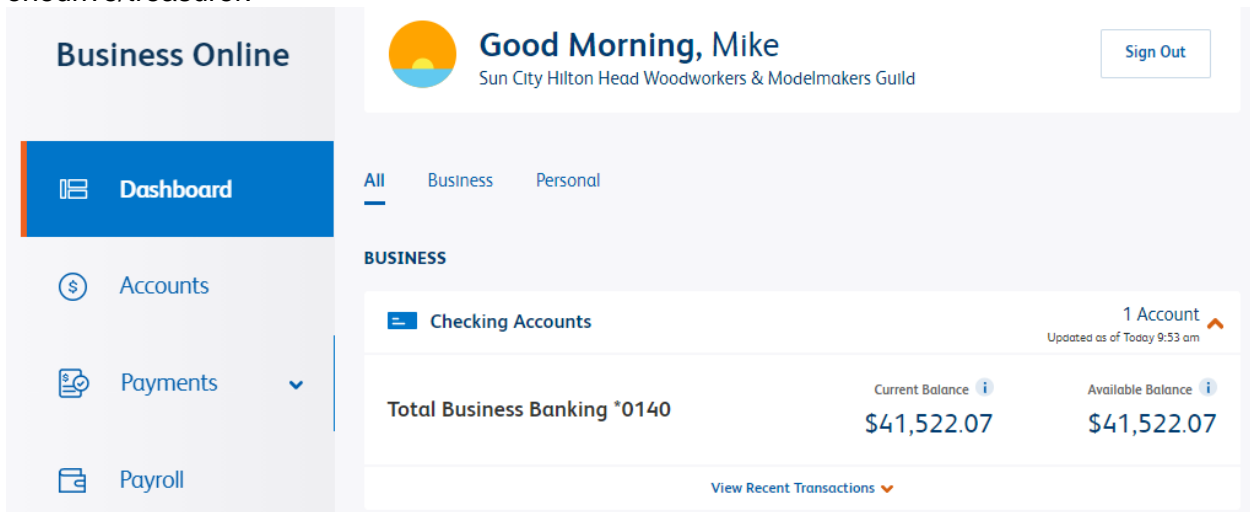 Business Online
Good Morning, Mike
Sun City Hilton Head Woodworkers & Modelmakers Guild
Sign Out
Dashboard
All Business Personal
BUSINESS
Accounts
Checking Accounts
1 Account
Updated as of Today 9:53 am
Payments
Total Business Banking *0140
Current Balance i
$41,522.07
Available Balance i
$41,522.07
Payroll
View Recent Transactions